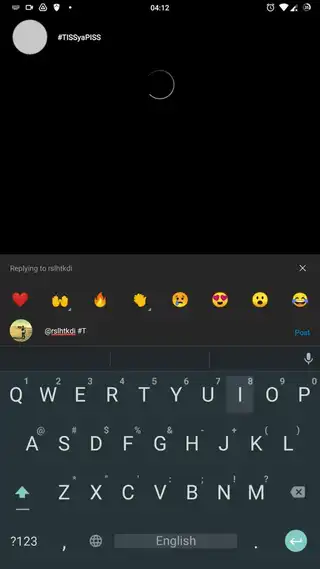 04:12
#TISSyaPISS
Replying to rslhtkdi
@rslhtkdi #T
Post
1 2 3 4 5 6 7 8 9 0
Q W E R T Y U I O P
@ # $ % & - + ( )
A S D F G H J K L
* " ' : ; ! ?
Z X C V B N M
?123 , English .